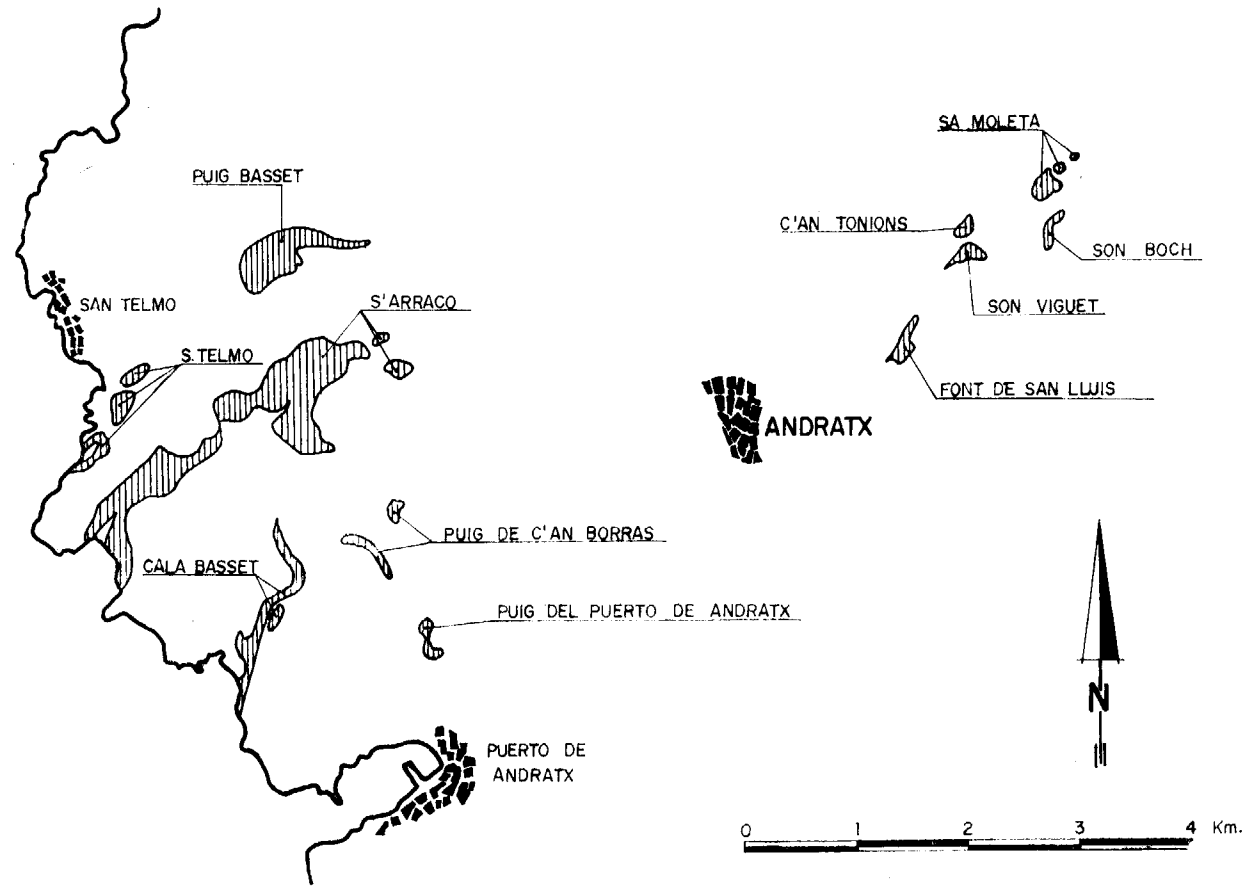 SA MOLETA
PUIG BASSET
C'AN TONIONS
SON BOCH
SAN TELMO
S'ARRACO
SON VIGUET
S. TELMO
FONT DE SAN LLUIS
ANDRATX
PUIG DE C'AN BORRAS
CALA BASSET
PUIG DEL PUERTO DE ANDRATX
N
PUERTO DE
ANDRATX
0 1 2 3 4 Km.